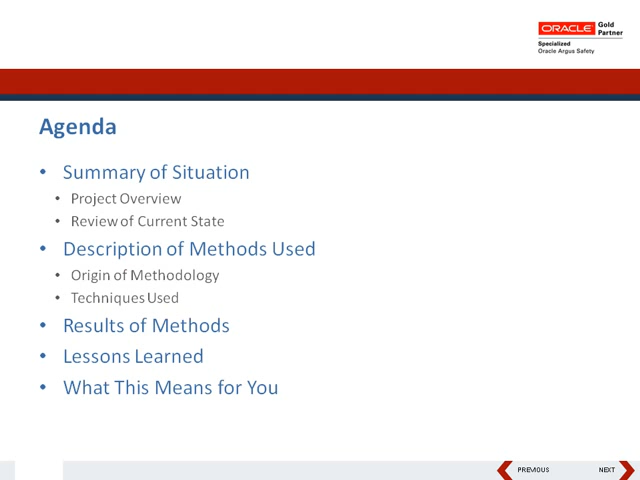 ORACLE Gold
Partner
Specialized
Oracle Argus Safety
Agenda
• Summary of Situation
• Project Overview
• Review of Current State
• Description of Methods Used
• Origin of Methodology
• Techniques Used
• Results of Methods
• Lessons Learned
• What This Means for You
PREVIOUS NEXT